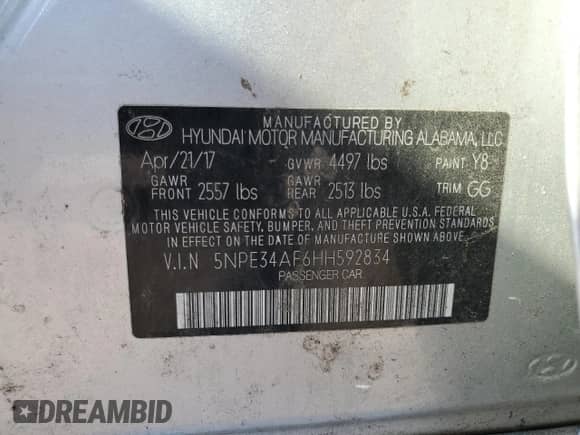 MANUFACTURED BY
HYUNDAI MOTOR MANUFACTURING ALABAMA, LLC
Apr/21/17 GVWR 4497 lbs PAINT Y8
GAWR FRONT 2557 lbs GAWR REAR 2513 lbs TRIM GG
THIS VEHICLE CONFORMS TO ALL APPLICABLE U.S.A. FEDERAL
MOTOR VEHICLE SAFETY, BUMPER, AND THEFT PREVENTION STANDARDS
IN EFFECT ON THE DATE OF MANUFACTURE SHOWN ABOVE.
V.I.N 5NPE34AF6HH592834
PASSENGER CAR
DREAMBID